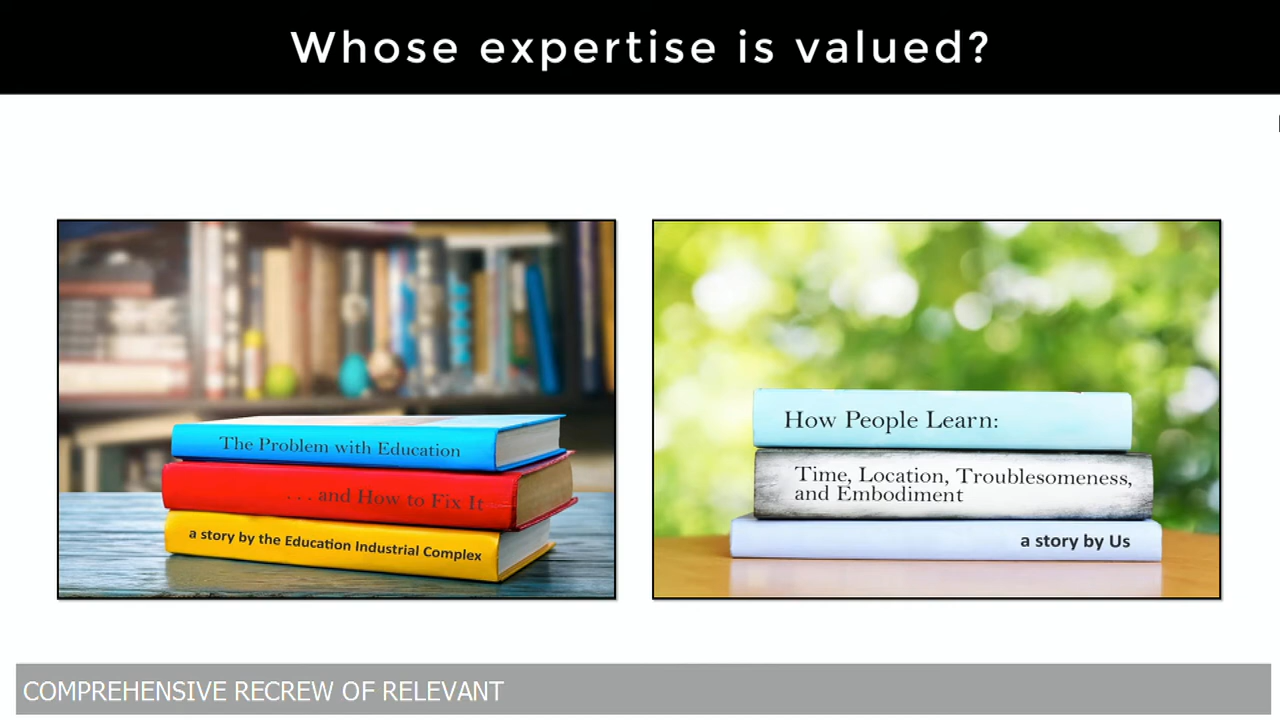 Whose expertise is valued?
The Problem with Education
. . . and How to Fix It
a story by the Education Industrial Complex
How People Learn:
Time, Location, Troublesomeness,
and Embodiment
a story by Us
COMPREHENSIVE RECREW OF RELEVANT